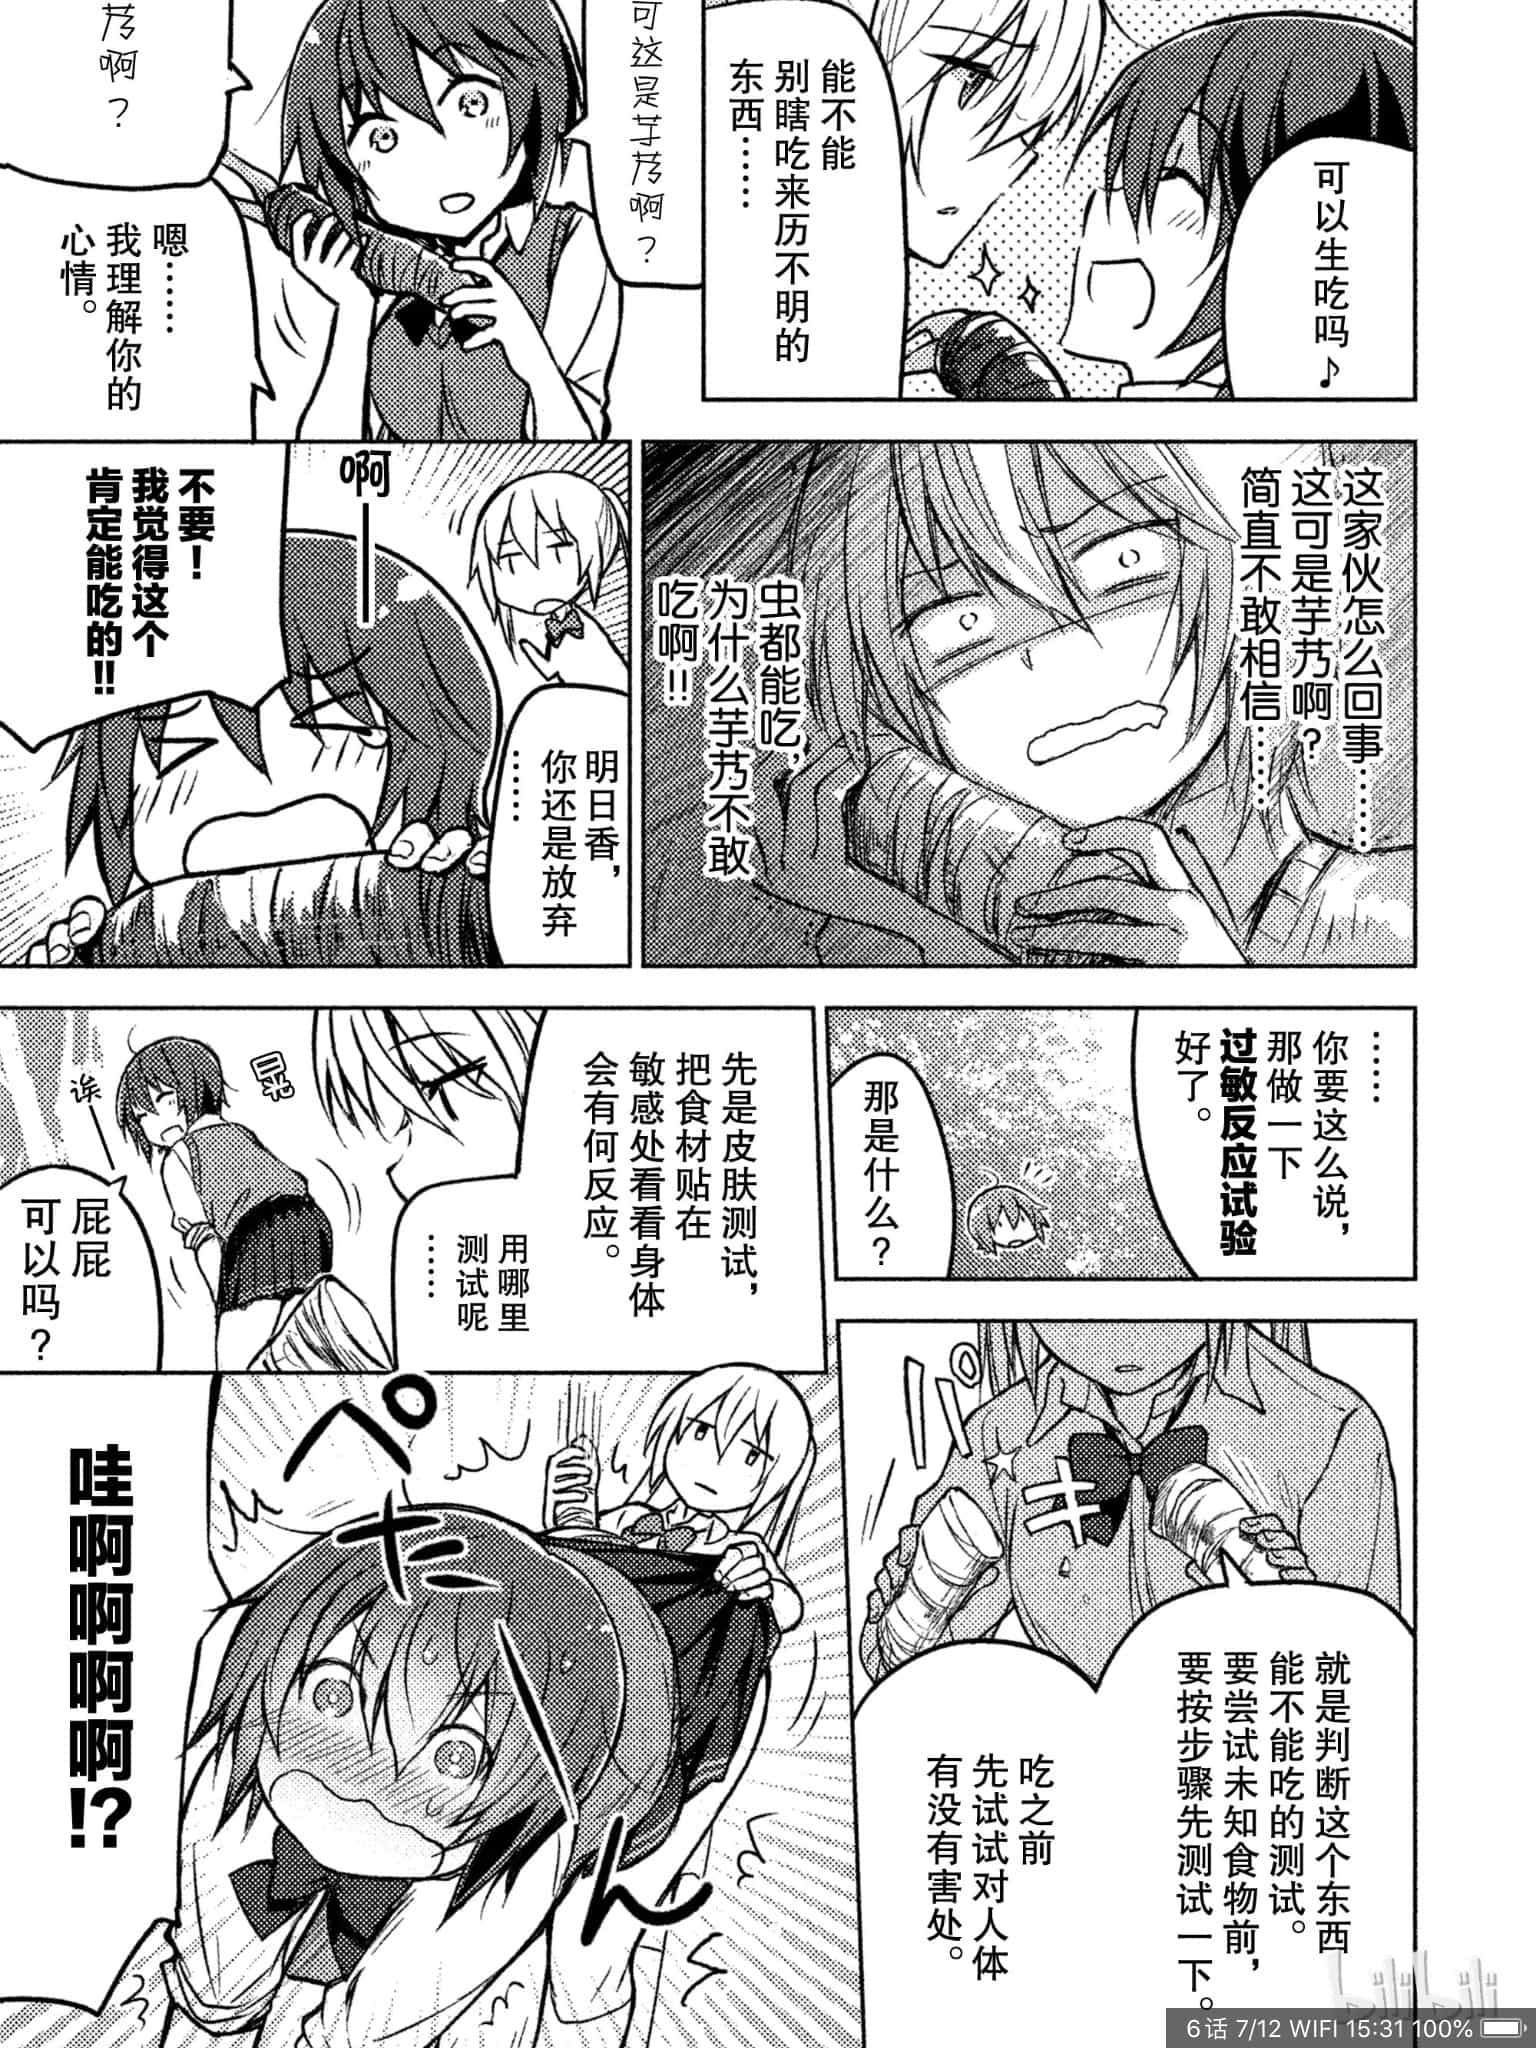 可以生吃吗♪
能不能
别瞎吃来历不明的
东西……
可这是芋艿啊？
艿啊？
嗯……
我理解你的
心情。
这家伙怎么回事……
这可是芋艿啊？
简直不敢相信……
虫都能吃，
为什么芋艿不敢
吃啊!!
明日香，
你还是放弃
……
啊——
不要！
我觉得这个
肯定能吃的!!
……
你要这么说，
那做一下
过敏反应试验
好了。
那是什么？
就是判断这个东西
能不能吃的测试。
要尝试未知食物前，
要按步骤先测试一下。
吃之前
先试试对人体
有没有害处。
パ
先是皮肤测试，
把食材贴在
敏感处看看身体
会有何反应。
用哪里
测试呢
……
诶
屁屁
可以吗？
ぺたーん
哇啊啊啊啊!?
bilibili
6话 7/12 WIFI 15:31 100%